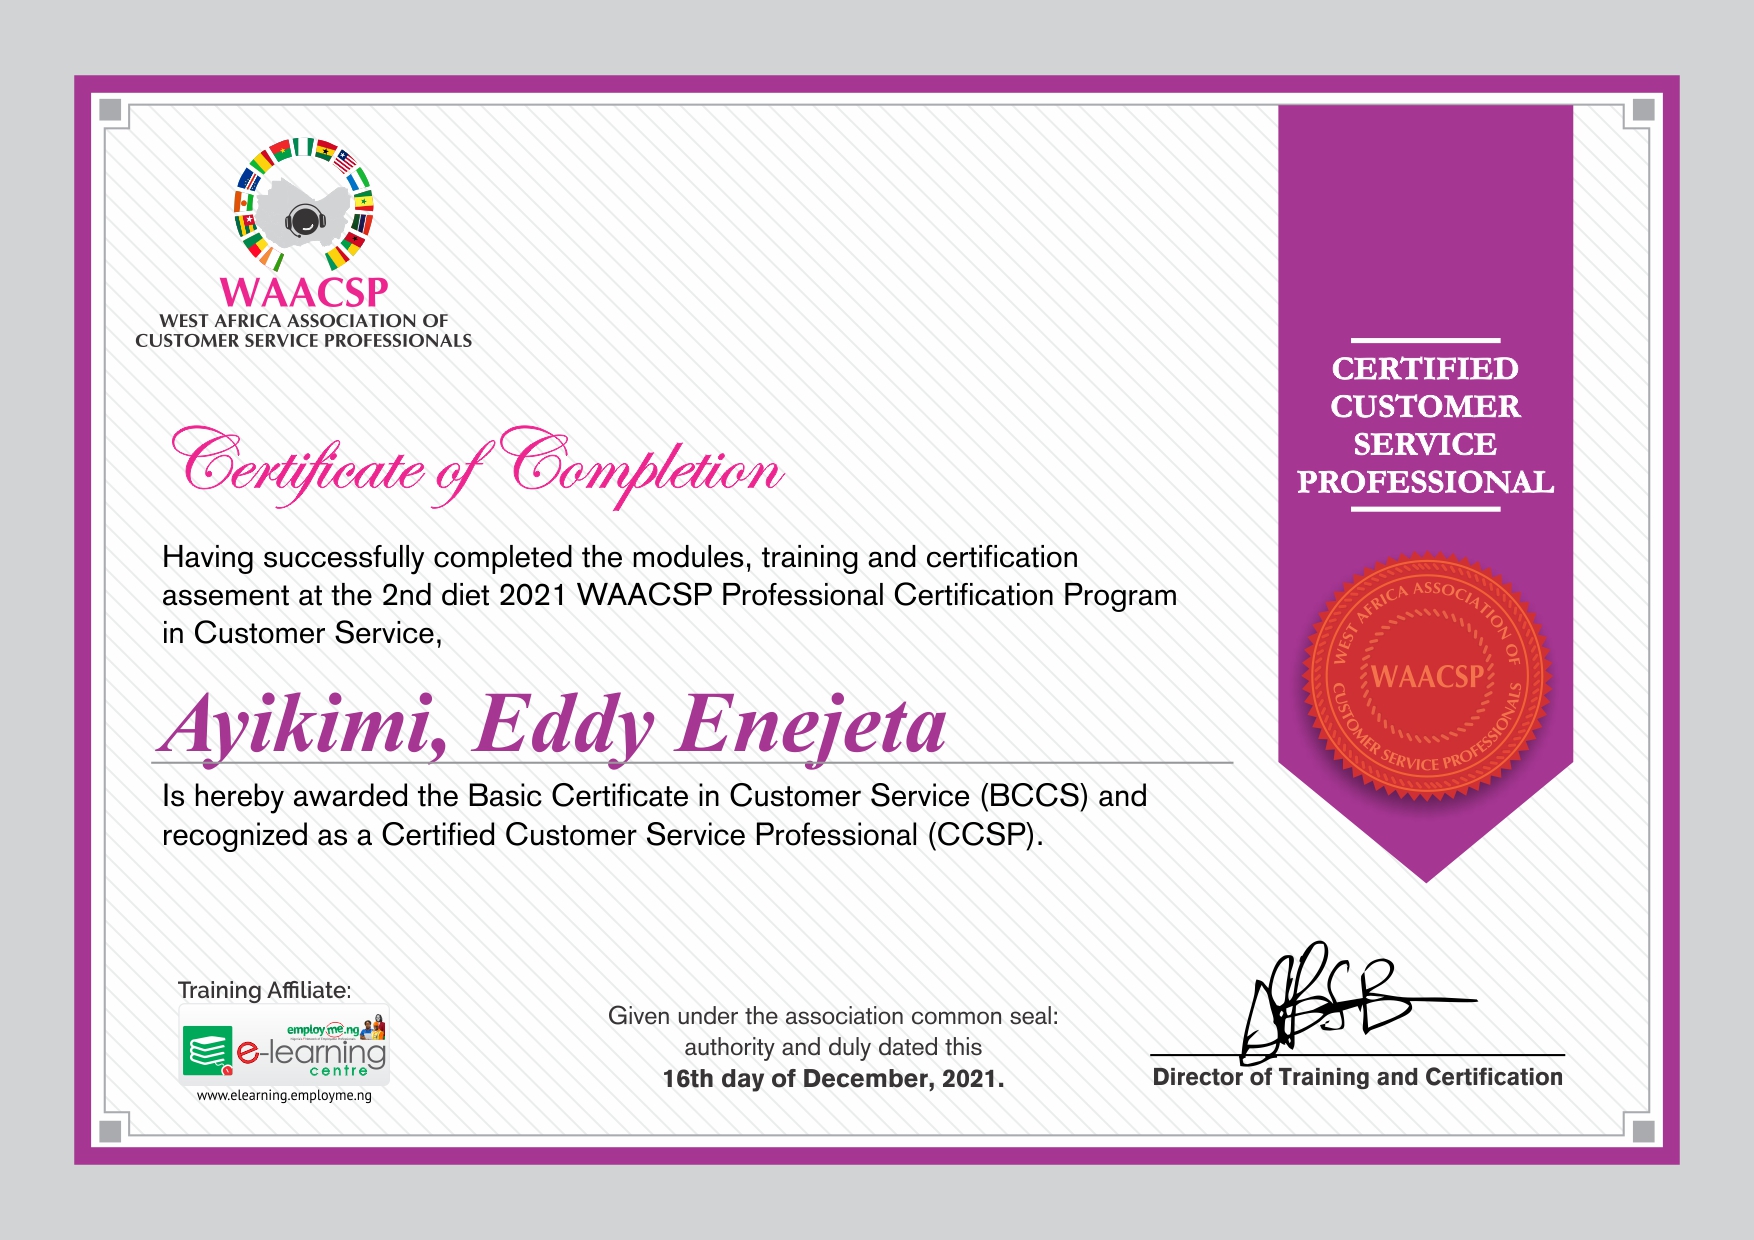 WAACSP
WEST AFRICA ASSOCIATION OF
CUSTOMER SERVICE PROFESSIONALS
CERTIFIED
CUSTOMER
SERVICE
PROFESSIONAL
Certificate of Completion
Having successfully completed the modules, training and certification
assement at the 2nd diet 2021 WAACSP Professional Certification Program
in Customer Service,
WEST AFRICA ASSOCIATION OF
WAACSP
CUSTOMER SERVICE PROFESSIONALS
Ayikimi, Eddy Enejeta
Is hereby awarded the Basic Certificate in Customer Service (BCCS) and
recognized as a Certified Customer Service Professional (CCSP).
Training Affiliate:
employ.me.ng
e-learning
centre
www.elearning.employme.ng
Given under the association common seal:
authority and duly dated this
16th day of December, 2021.
Director of Training and Certification